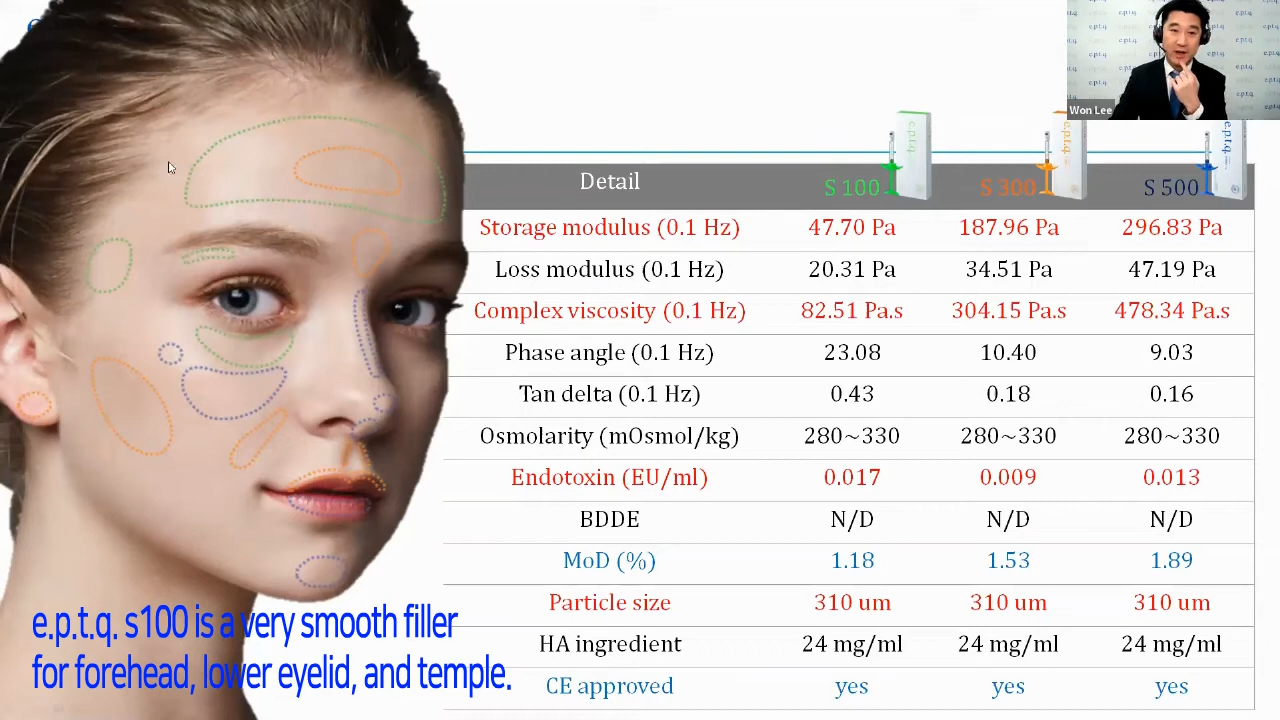 Won Lee
e.p.t.q.
e.p.t.q.
e.p.t.q.
Detail S 100 S 300 S 500
Storage modulus (0.1 Hz) 47.70 Pa 187.96 Pa 296.83 Pa
Loss modulus (0.1 Hz) 20.31 Pa 34.51 Pa 47.19 Pa
Complex viscosity (0.1 Hz) 82.51 Pa.s 304.15 Pa.s 478.34 Pa.s
Phase angle (0.1 Hz) 23.08 10.40 9.03
Tan delta (0.1 Hz) 0.43 0.18 0.16
Osmolarity (mOsmol/kg) 280~330 280~330 280~330
Endotoxin (EU/ml) 0.017 0.009 0.013
BDDE N/D N/D N/D
MoD (%) 1.18 1.53 1.89
Particle size 310 um 310 um 310 um
HA ingredient 24 mg/ml 24 mg/ml 24 mg/ml
CE approved yes yes yes
e.p.t.q. s100 is a very smooth filler
for forehead, lower eyelid, and temple.